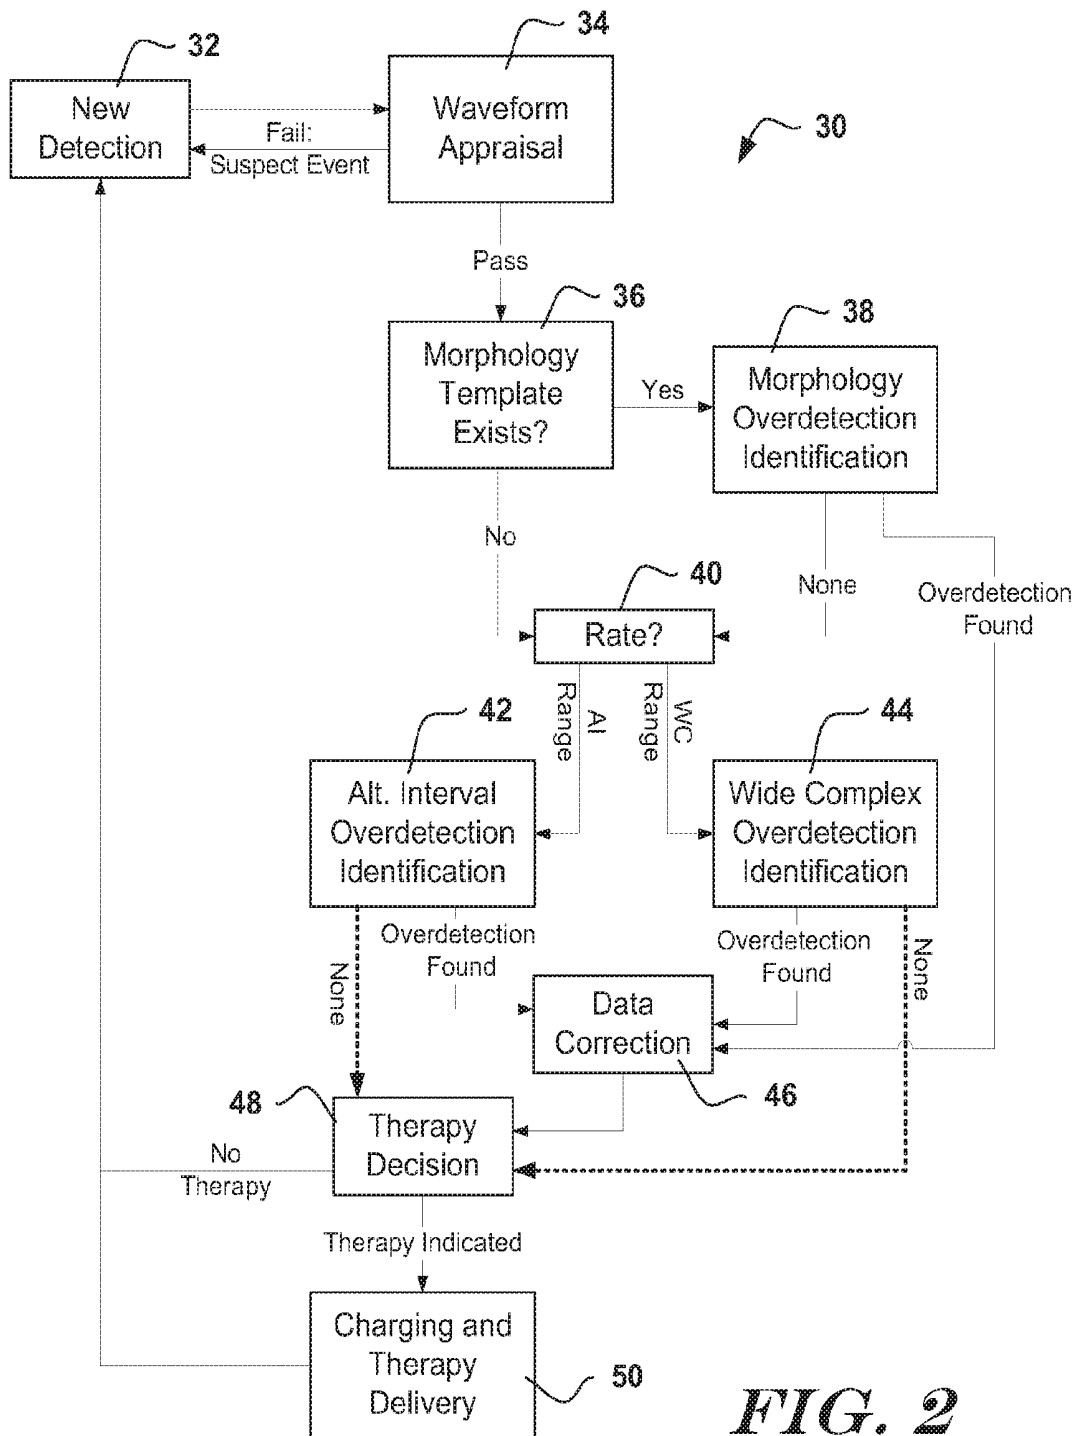 32
34
New
Detection
Waveform
Appraisal
Fail:
Suspect Event
30
Pass
36
38
Morphology
Template
Exists?
Yes
Morphology
Overdetection
Identification
No
None
Overdetection
Found
40
Rate?
AI
Range
WC
Range
42
44
Alt. Interval
Overdetection
Identification
Wide Complex
Overdetection
Identification
Overdetection
Found
None
Overdetection
Found
None
Data
Correction
46
48
Therapy
Decision
No
Therapy
Therapy Indicated
Charging and
Therapy
Delivery
50
FIG. 2